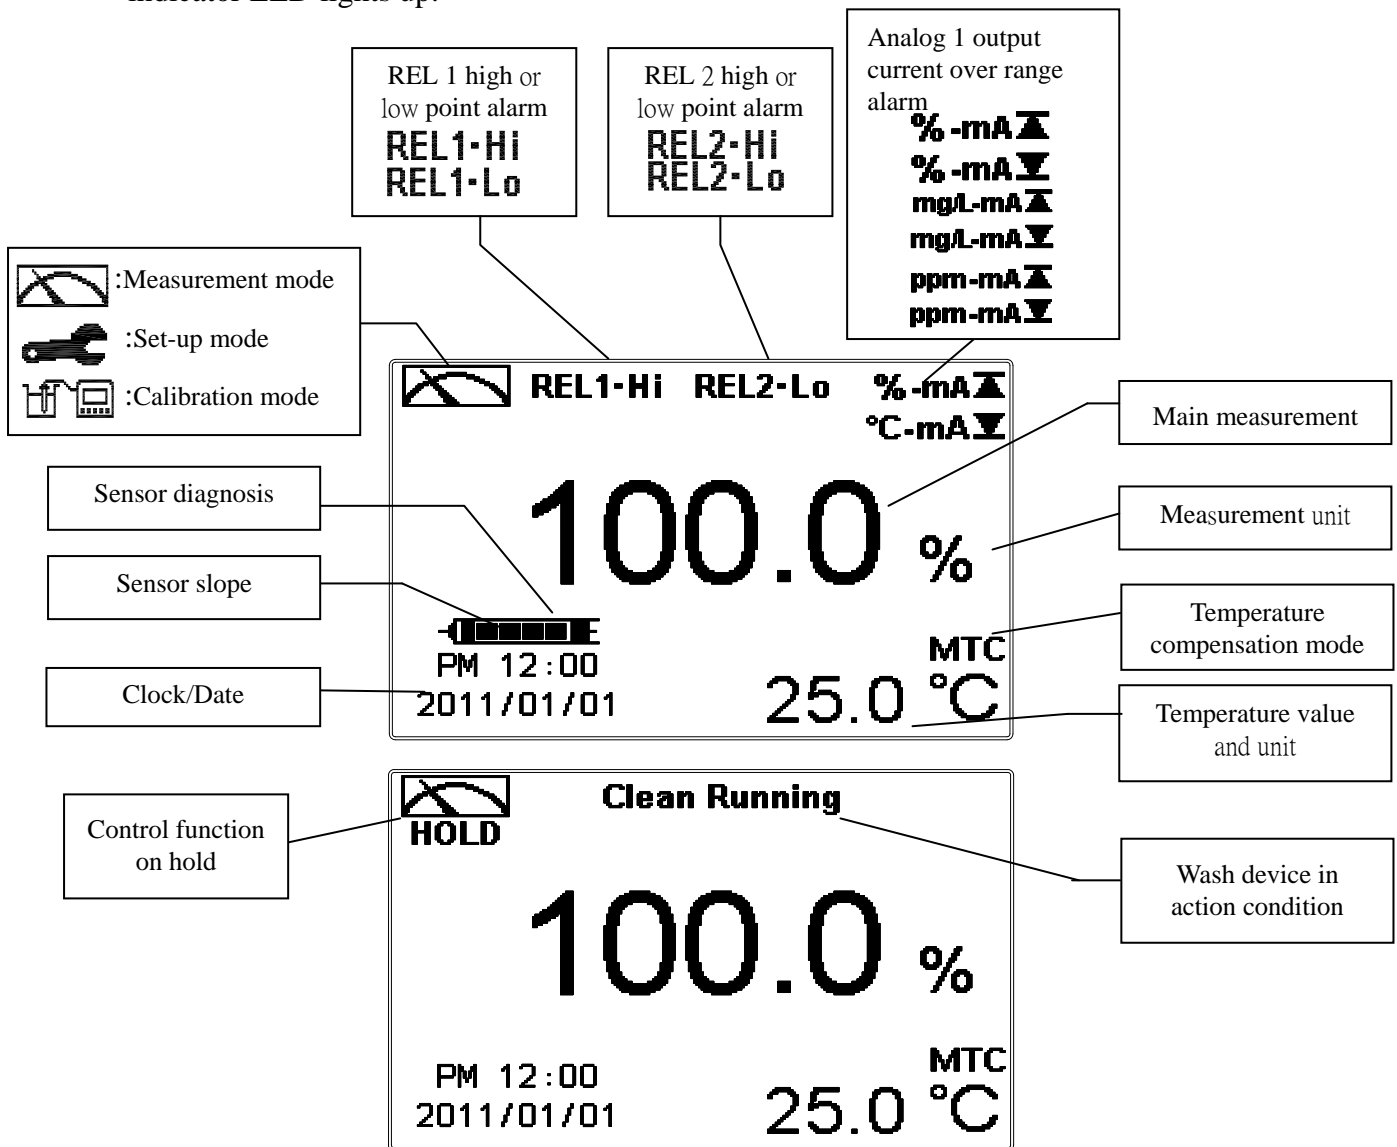 Analog 1 output
current over range
alarm
%-mA
%-mA
mg/L-mA
mg/L-mA
ppm-mA
ppm-mA
REL 1 high or
low point alarm
REL1-Hi
REL1-Lo
REL 2 high or
low point alarm
REL2-Hi
REL2-Lo
:Measurement mode
:Set-up mode
:Calibration mode
REL1-Hi REL2-Lo %-mA
°C-mA
Main measurement
Sensor diagnosis
100.0 %
Measurement unit
Sensor slope
Temperature
compensation mode
MTC
PM 12:00
Clock/Date
2011/01/01
25.0 °C
Temperature value
and unit
Clean Running
HOLD
Control function
on hold
Wash device in
action condition
100.0 %
MTC
PM 12:00
2011/01/01
25.0 °C